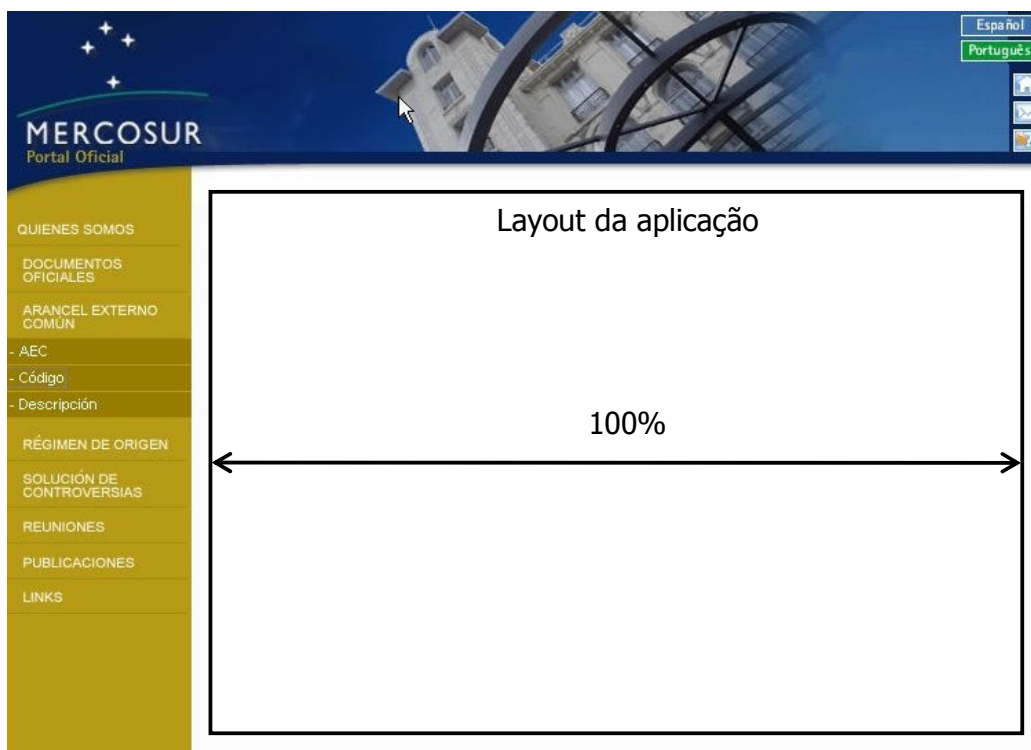 Español
Português
MERCOSUR
Portal Oficial
QUIENES SOMOS
DOCUMENTOS
OFICIALES
ARANCEL EXTERNO
COMÚN
- AEC
- Código
- Descripción
RÉGIMEN DE ORIGEN
SOLUCIÓN DE
CONTROVERSIAS
REUNIONES
PUBLICACIONES
LINKS
Layout da aplicação
100%